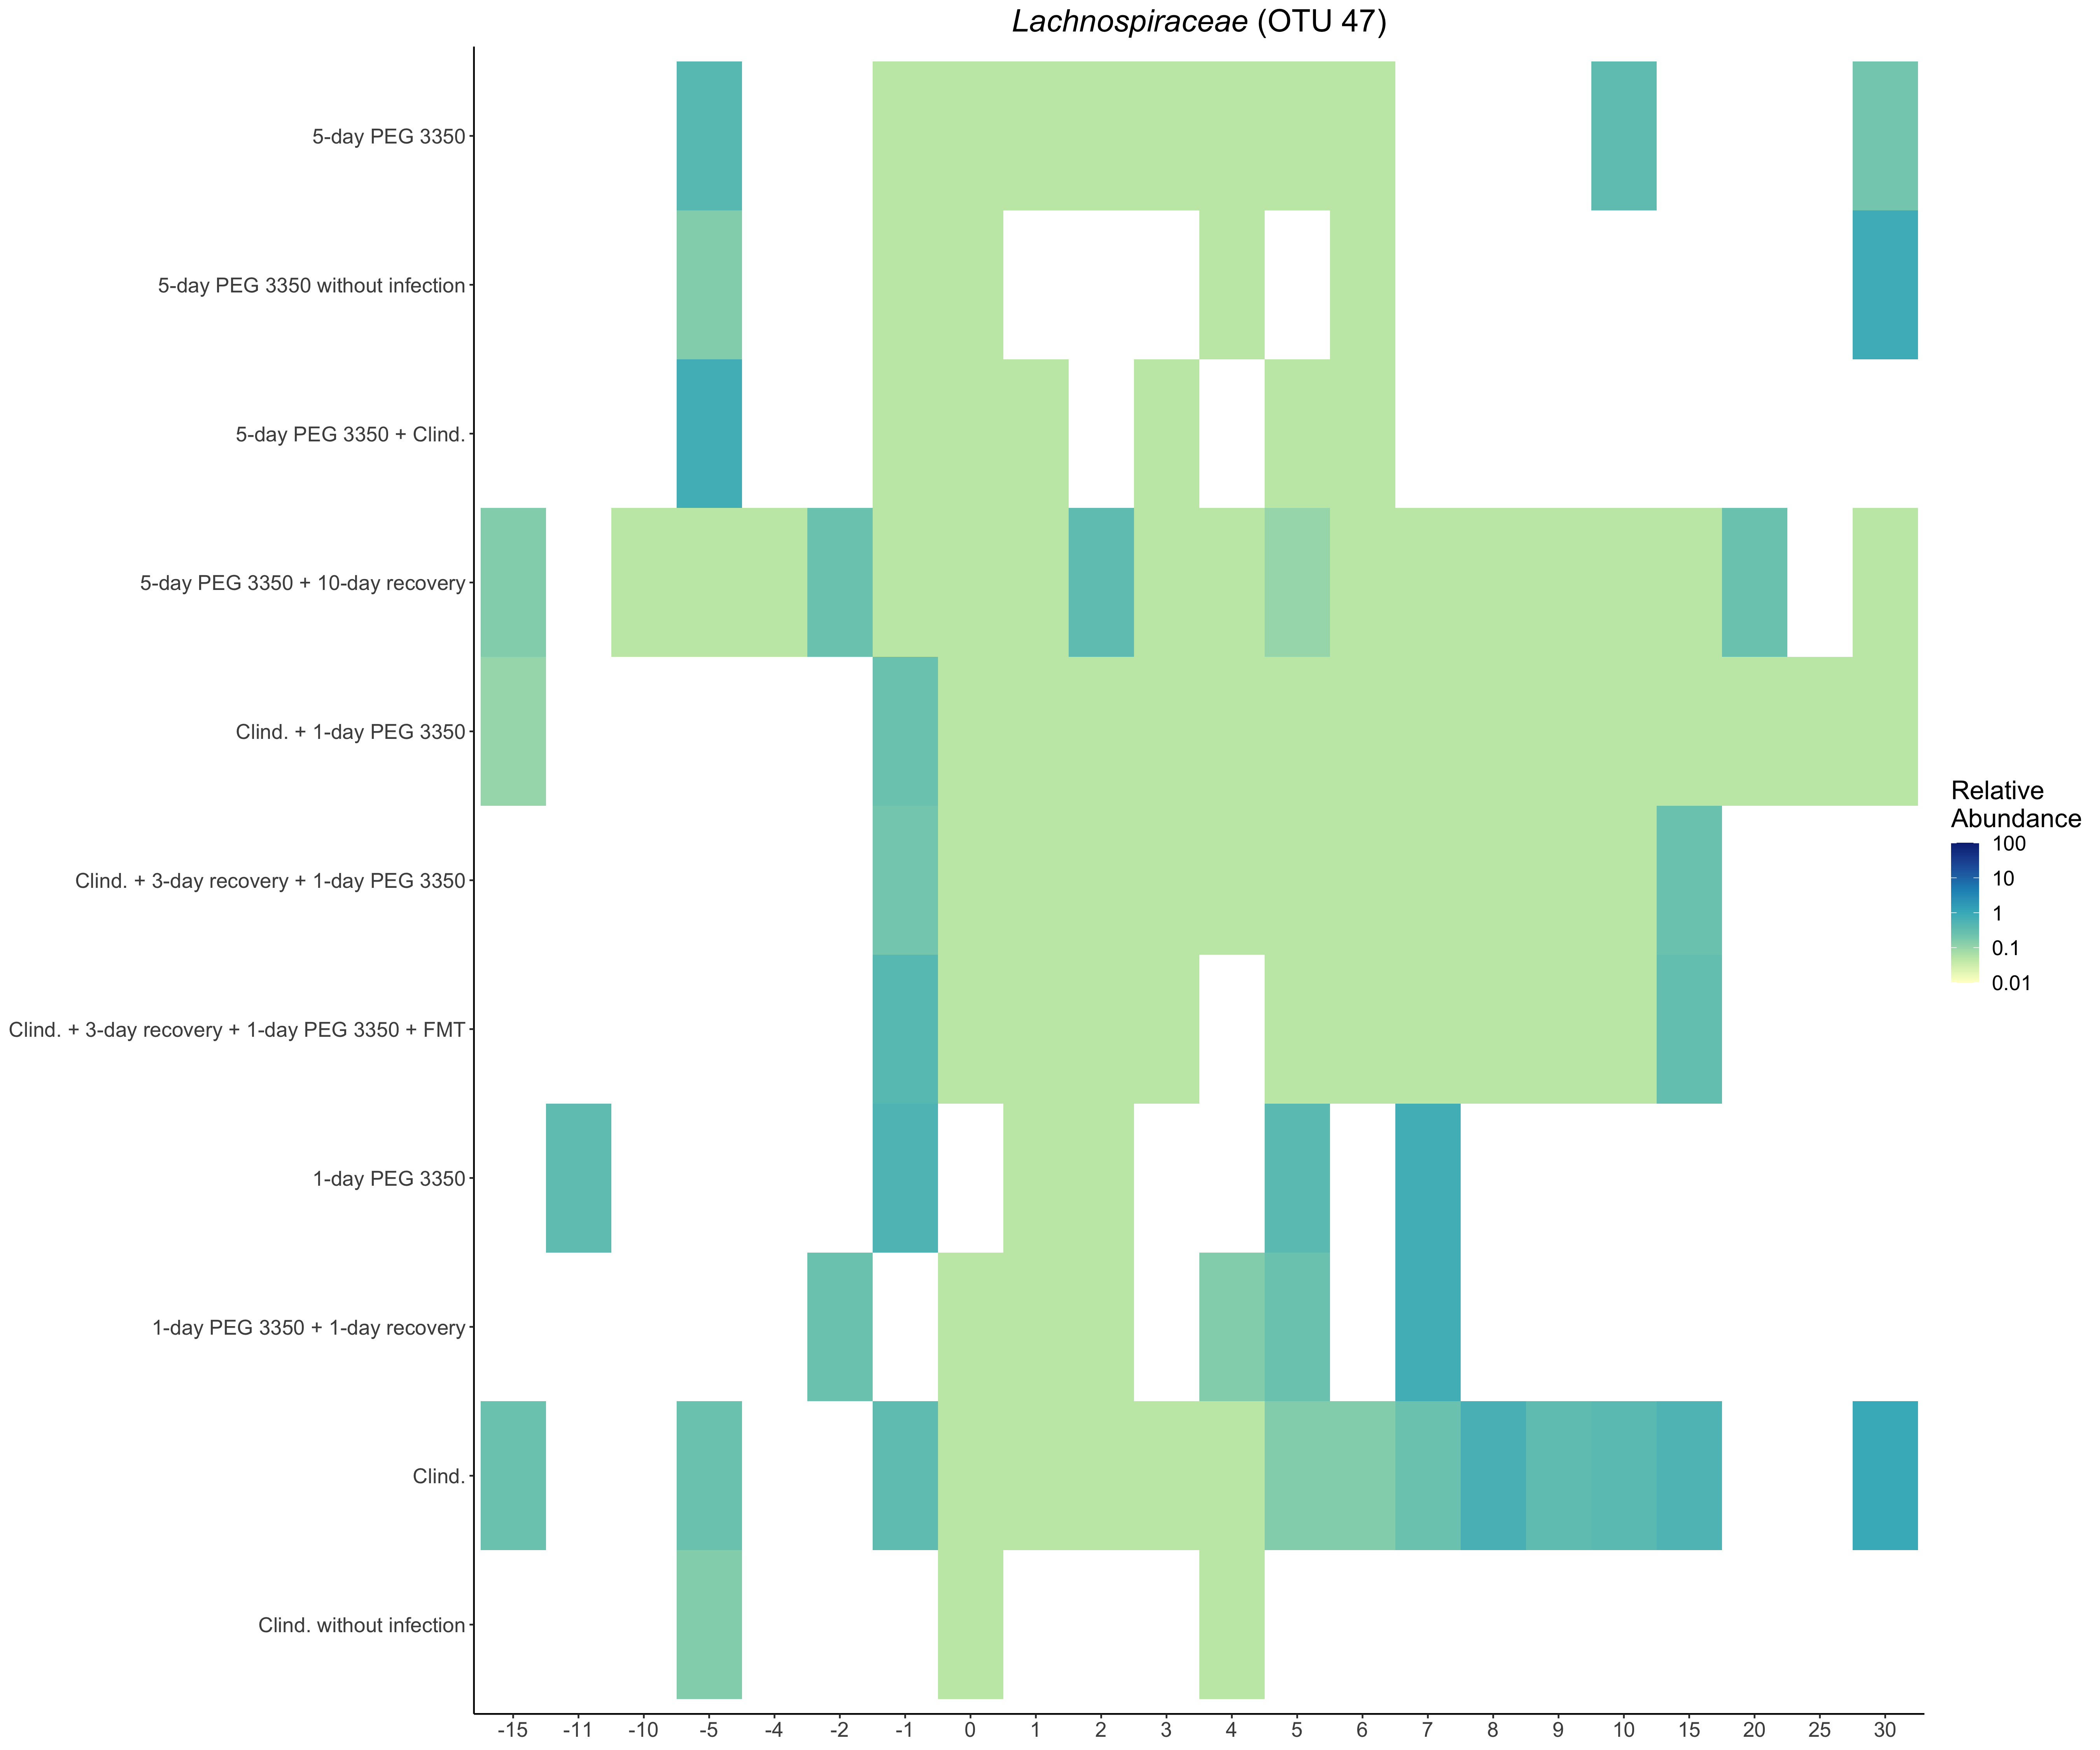 Lachnospiraceae (OTU 47)
5-day PEG 3350
5-day PEG 3350 without infection
5-day PEG 3350 + Clind.
5-day PEG 3350 + 10-day recovery
Clind. + 1-day PEG 3350
Clind. + 3-day recovery + 1-day PEG 3350
Clind. + 3-day recovery + 1-day PEG 3350 + FMT
1-day PEG 3350
1-day PEG 3350 + 1-day recovery
Clind.
Clind. without infection
-15 -11 -10 -5 -4 -2 -1 0 1 2 3 4 5 6 7 8 9 10 15 20 25 30
Relative
Abundance
100
10
1
0.1
0.01